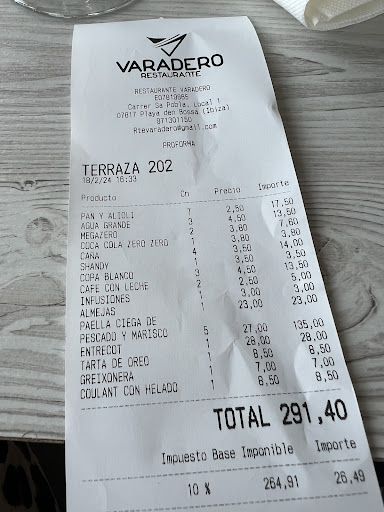 VARADERO
RESTAURANTE
RESTAURANTE VARADERO
E07819665
Carrer Sa Pobla, Local 1
07817 Playa den Bossa (Ibiza)
871301150
Rtevaradero@gmail.com
PROFORMA
TERRAZA 202
18/2/24 16:33
Producto Cn Precio Importe
PAN Y ALIOLI 7 2,50 17,50
AGUA GRANDE 3 4,50 13,50
MEGAZERO 2 3,80 7,60
COCA COLA ZERO ZERO 1 3,80 3,80
CAÑA 4 3,50 14,00
SHANDY 1 3,50 3,50
COPA BLANCO 3 4,50 13,50
CAFE CON LECHE 2 2,50 5,00
INFUSIONES 1 3,00 3,00
ALMEJAS 1 23,00 23,00
PAELLA CIEGA DE
PESCADO Y MARISCO 5 27,00 135,00
ENTRECOT 1 28,00 28,00
TARTA DE OREO 1 8,50 8,50
GREIXONERA 1 7,00 7,00
COULANT CON HELADO 1 8,50 8,50
TOTAL 291,40
Impuesto Base Imponible Importe
10 % 264,91 26,49